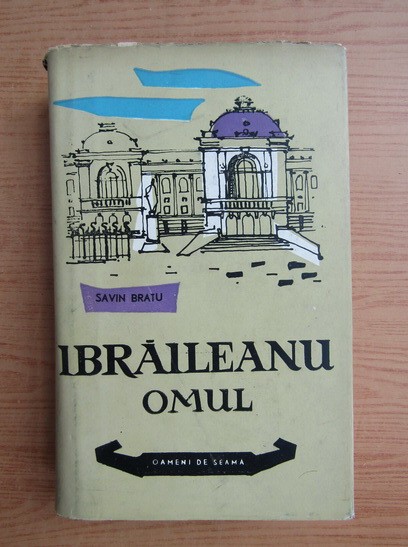 SAVIN BRATU
IBRĂILEANU
OMUL
OAMENI DE SEAMĂ